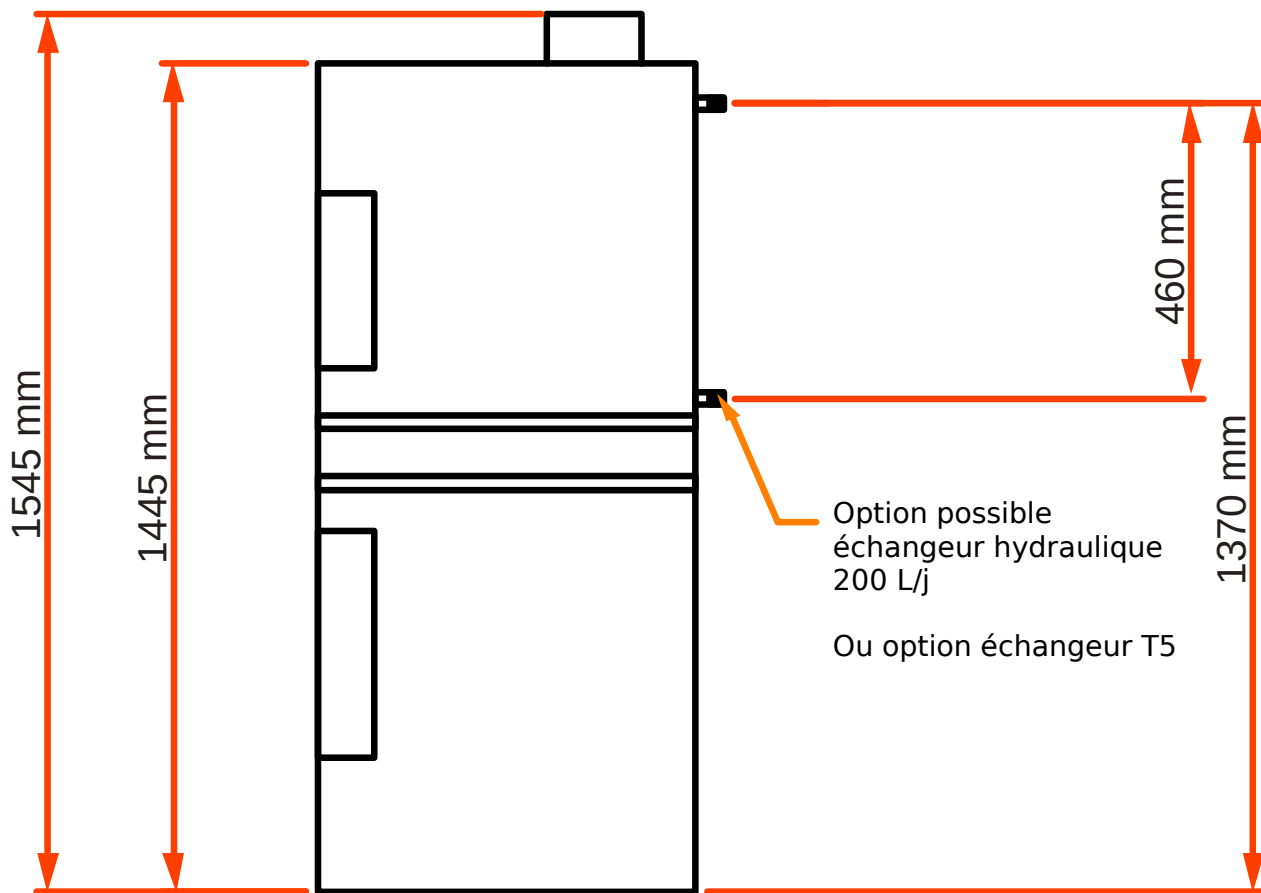 1545 mm
1445 mm
460 mm
1370 mm
Option possible
échangeur hydraulique
200 L/j
Ou option échangeur T5